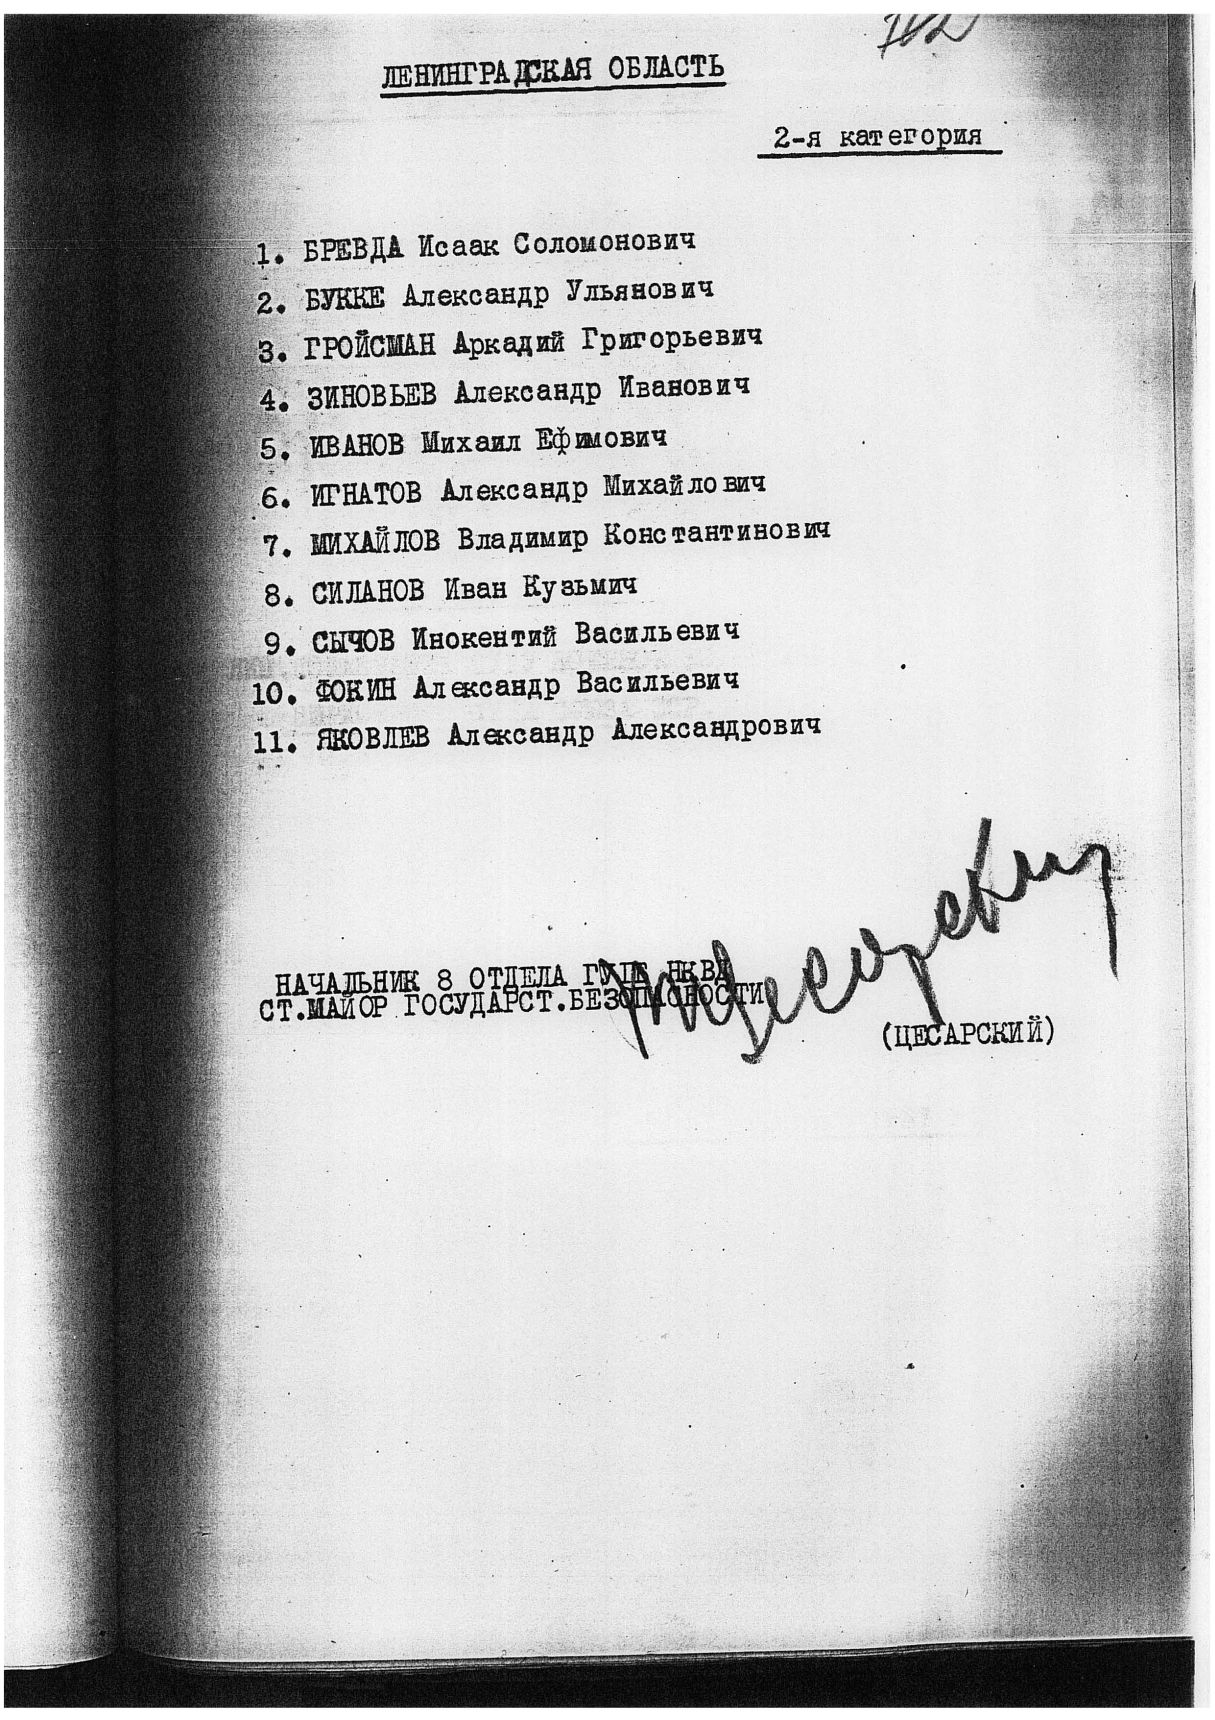 ЛЕНИНГРАДСКАЯ ОБЛАСТЬ
2-я категория
1. БРЕВДА Исаак Соломонович
2. БУККЕ Александр Ульянович
3. ГРОЙСМАН Аркадий Григорьевич
4. ЗИНОВЬЕВ Александр Иванович
5. ИВАНОВ Михаил Ефимович
6. ИГНАТОВ Александр Михайлович
7. МИХАЙЛОВ Владимир Константинович
8. СИЛАНОВ Иван Кузьмич
9. СЫЧОВ Инокентий Васильевич
10. ФОКИН Александр Васильевич
11. ЯКОВЛЕВ Александр Александрович
НАЧАЛЬНИК 8 ОТДЕЛА ГУГБ НКВД
СТ.МАЙОР ГОСУДАРСТ.БЕЗОПАСНОСТИ
Цесарский
(ЦЕСАРСКИЙ)